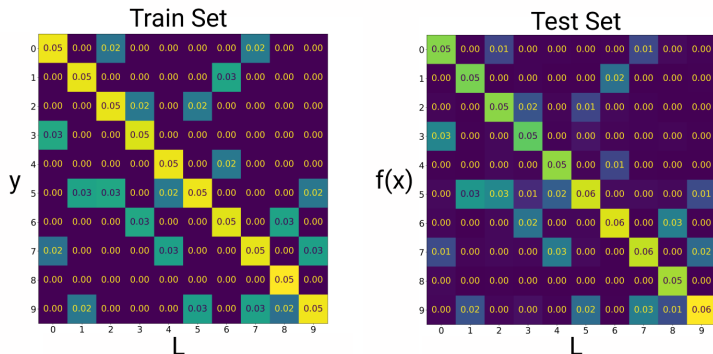 Train Set
0 0.05 0.00 0.02 0.00 0.00 0.00 0.00 0.02 0.00 0.00
1 0.00 0.05 0.00 0.00 0.00 0.00 0.03 0.00 0.00 0.00
2 0.00 0.00 0.05 0.02 0.00 0.02 0.00 0.00 0.00 0.00
3 0.03 0.00 0.00 0.05 0.00 0.00 0.00 0.00 0.00 0.00
4 0.00 0.00 0.00 0.00 0.05 0.00 0.02 0.00 0.00 0.00
y
5 0.00 0.03 0.03 0.00 0.02 0.05 0.00 0.00 0.00 0.02
6 0.00 0.00 0.00 0.03 0.00 0.00 0.05 0.00 0.03 0.00
7 0.02 0.00 0.00 0.00 0.03 0.00 0.00 0.05 0.00 0.03
8 0.00 0.00 0.00 0.00 0.00 0.00 0.00 0.00 0.05 0.00
9 0.00 0.02 0.00 0.00 0.00 0.03 0.00 0.03 0.02 0.05
0 1 2 3 4 5 6 7 8 9
L
Test Set
0 0.05 0.00 0.01 0.00 0.00 0.00 0.00 0.01 0.00 0.00
1 0.00 0.05 0.00 0.00 0.00 0.00 0.02 0.00 0.00 0.00
2 0.00 0.00 0.05 0.02 0.00 0.01 0.00 0.00 0.00 0.00
3 0.03 0.00 0.00 0.05 0.00 0.00 0.00 0.00 0.00 0.00
4 0.00 0.00 0.00 0.00 0.05 0.00 0.01 0.00 0.00 0.00
f(x)
5 0.00 0.03 0.03 0.01 0.02 0.06 0.00 0.00 0.00 0.01
6 0.00 0.00 0.00 0.02 0.00 0.00 0.06 0.00 0.03 0.00
7 0.01 0.00 0.00 0.00 0.03 0.00 0.00 0.06 0.00 0.02
8 0.00 0.00 0.00 0.00 0.00 0.00 0.00 0.00 0.05 0.00
9 0.00 0.02 0.00 0.00 0.00 0.02 0.00 0.03 0.01 0.06
0 1 2 3 4 5 6 7 8 9
L